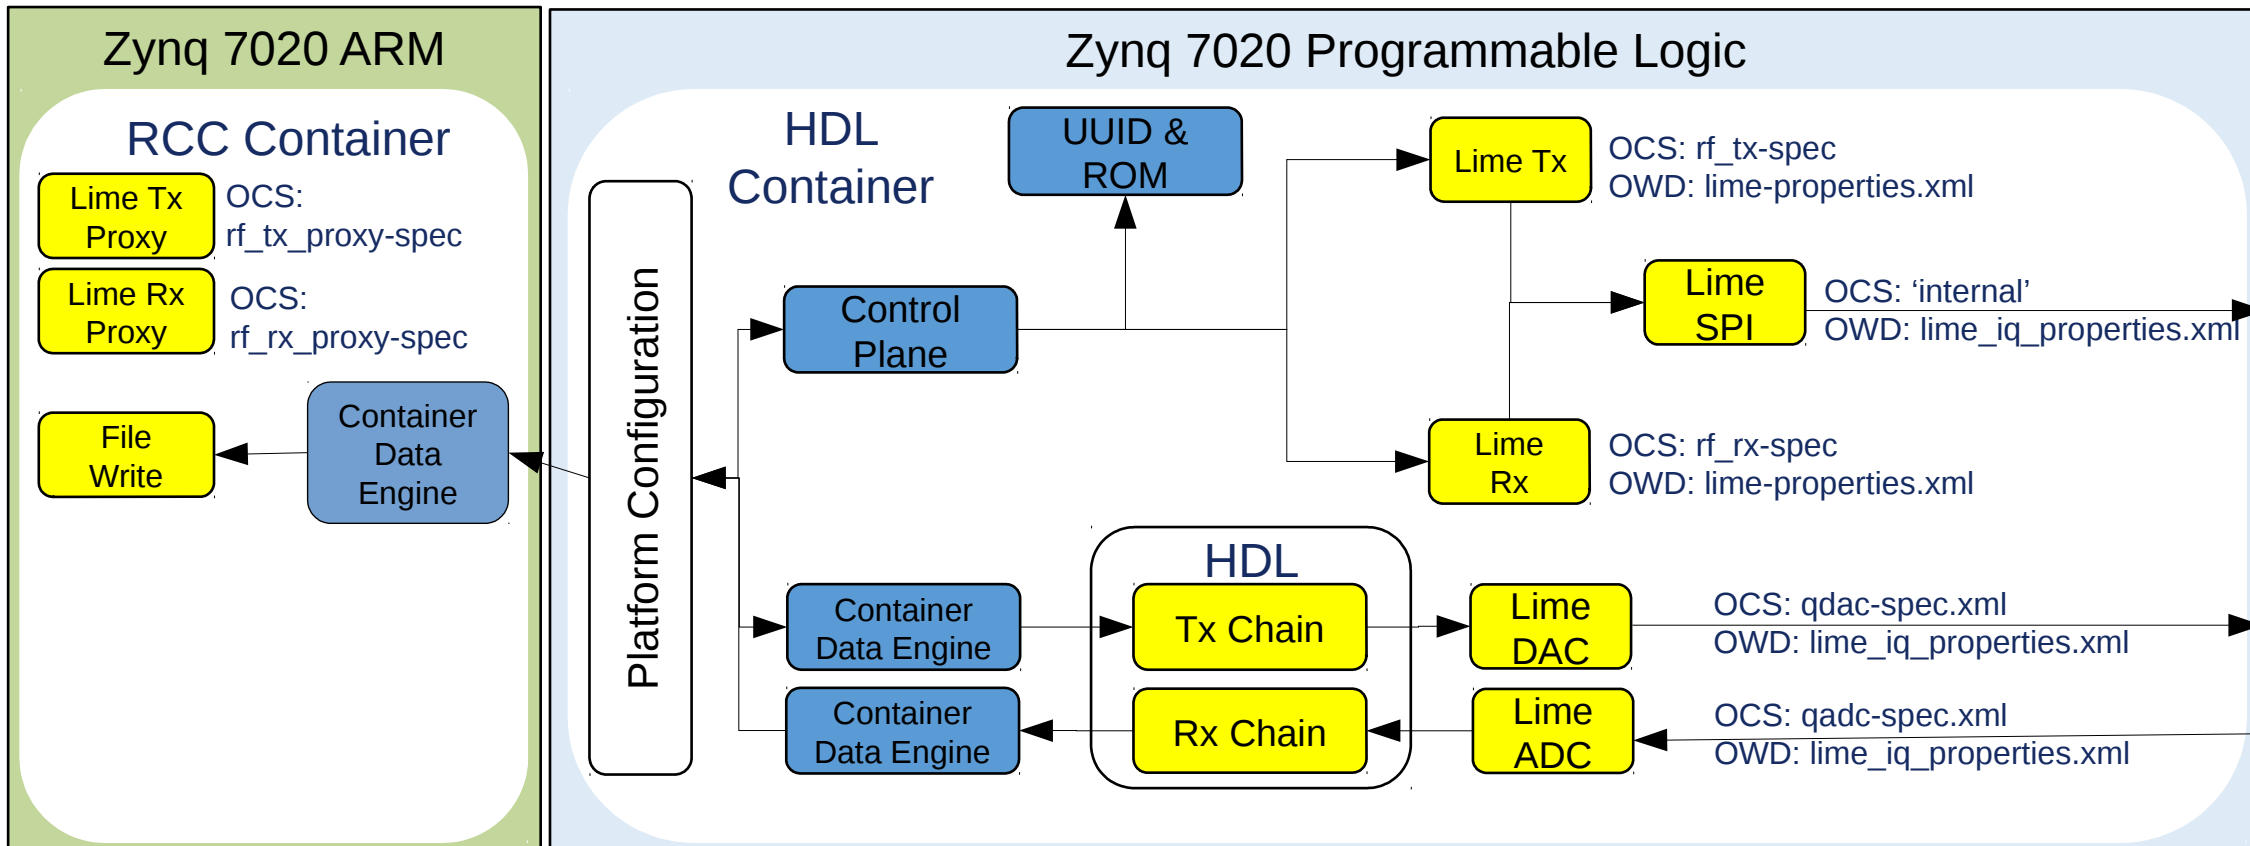 Zynq 7020 ARM
RCC Container
Lime Tx
Proxy
OCS:
rf_tx_proxy-spec
Lime Rx
Proxy
OCS:
rf_rx_proxy-spec
File
Write
Container
Data
Engine
Zynq 7020 Programmable Logic
HDL
Container
Platform Configuration
UUID &
ROM
Control
Plane
Lime Tx
OCS: rf_tx-spec
OWD: lime-properties.xml
Lime
SPI
OCS: ‘internal’
OWD: lime_iq_properties.xml
Lime
Rx
OCS: rf_rx-spec
OWD: lime-properties.xml
HDL
Container
Data Engine
Tx Chain
Lime
DAC
OCS: qdac-spec.xml
OWD: lime_iq_properties.xml
Container
Data Engine
Rx Chain
Lime
ADC
OCS: qadc-spec.xml
OWD: lime_iq_properties.xml